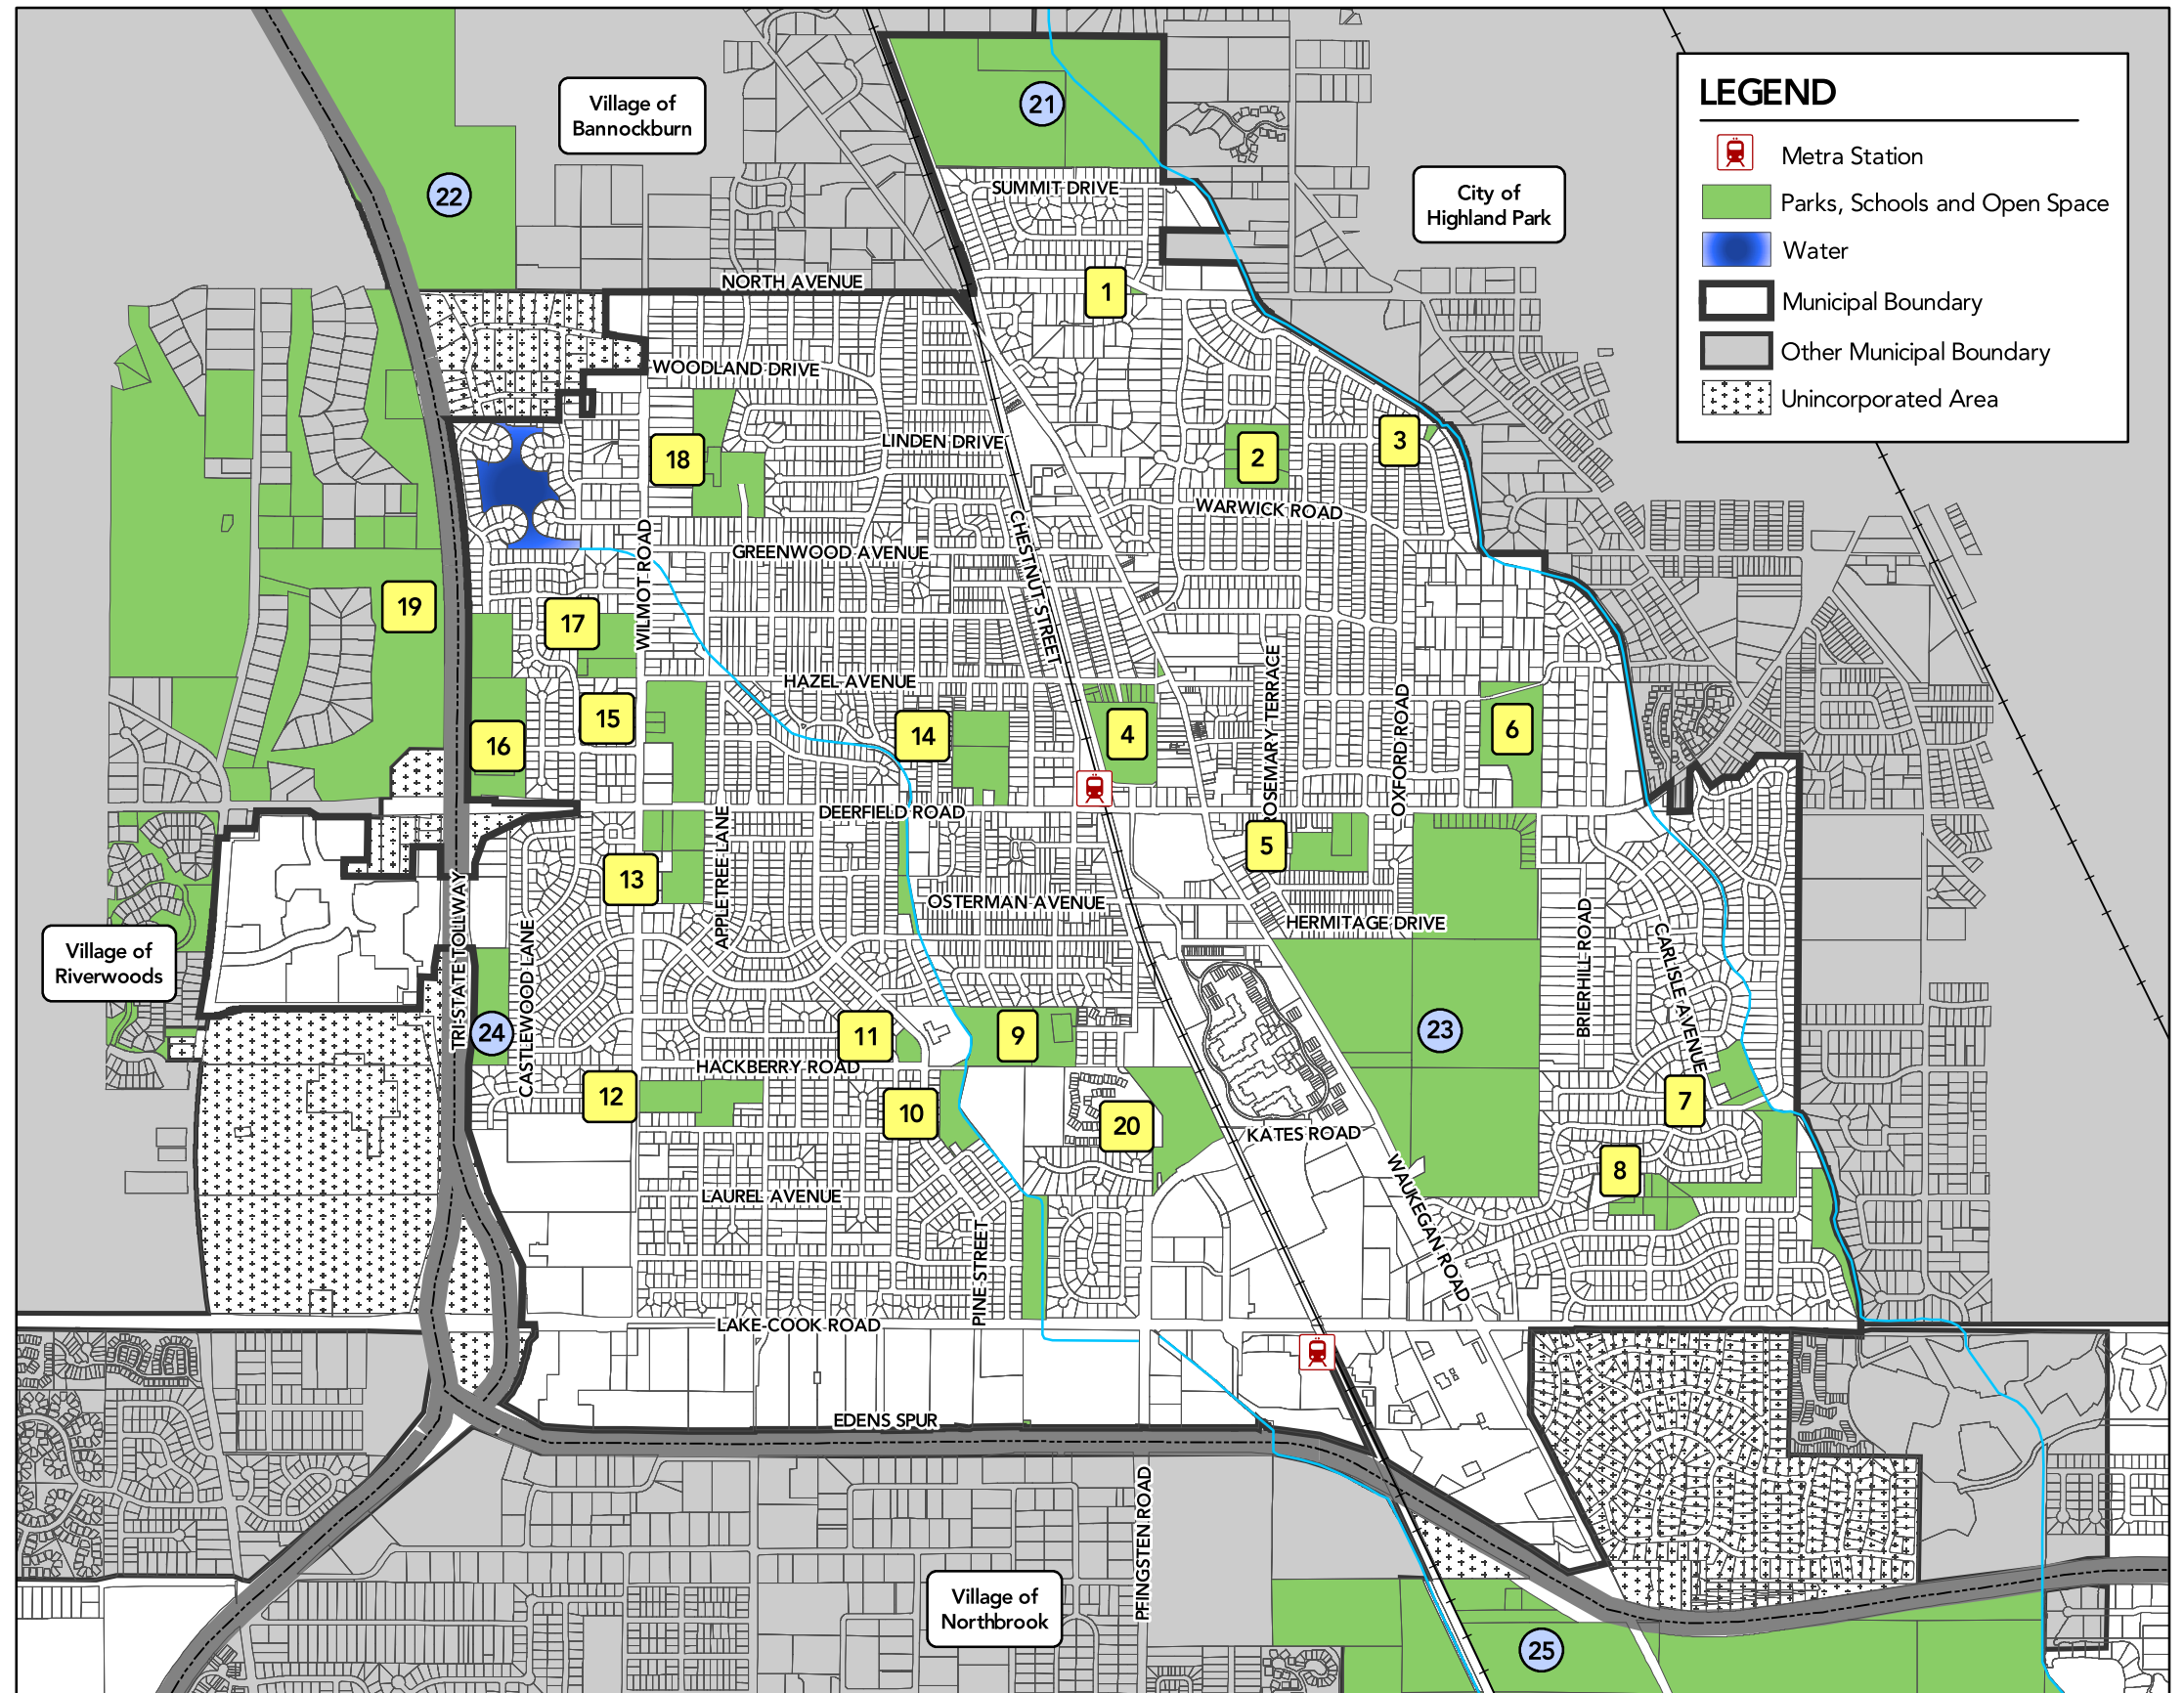 21
Village of
Bannockburn
LEGEND
Metra Station
Parks, Schools and Open Space
Water
Municipal Boundary
Other Municipal Boundary
Unincorporated Area
22
SUMMIT DRIVE
City of
Highland Park
NORTH AVENUE
1
WOODLAND DRIVE
LINDEN DRIVE
18
2
3
WARWICK ROAD
CHESTNUT STREET
WILMOT ROAD
GREENWOOD AVENUE
19
17
HAZEL AVENUE
ROSEMARY TERRACE
OXFORD ROAD
15
16
14
4
6
DEERFIELD ROAD
APPLETREE LANE
5
13
TRI-STATE TOLLWAY
OSTERMAN AVENUE
HERMITAGE DRIVE
CASTLEWOOD LANE
BRIERHILL ROAD
CARLISLE AVENUE
Village of
Riverwoods
24
11
9
23
HACKBERRY ROAD
12
10
20
7
KATES ROAD
8
WAUKEGAN ROAD
LAUREL AVENUE
PINE STREET
LAKE-COOK ROAD
EDENS SPUR
PFINGSTEN ROAD
Village of
Northbrook
25